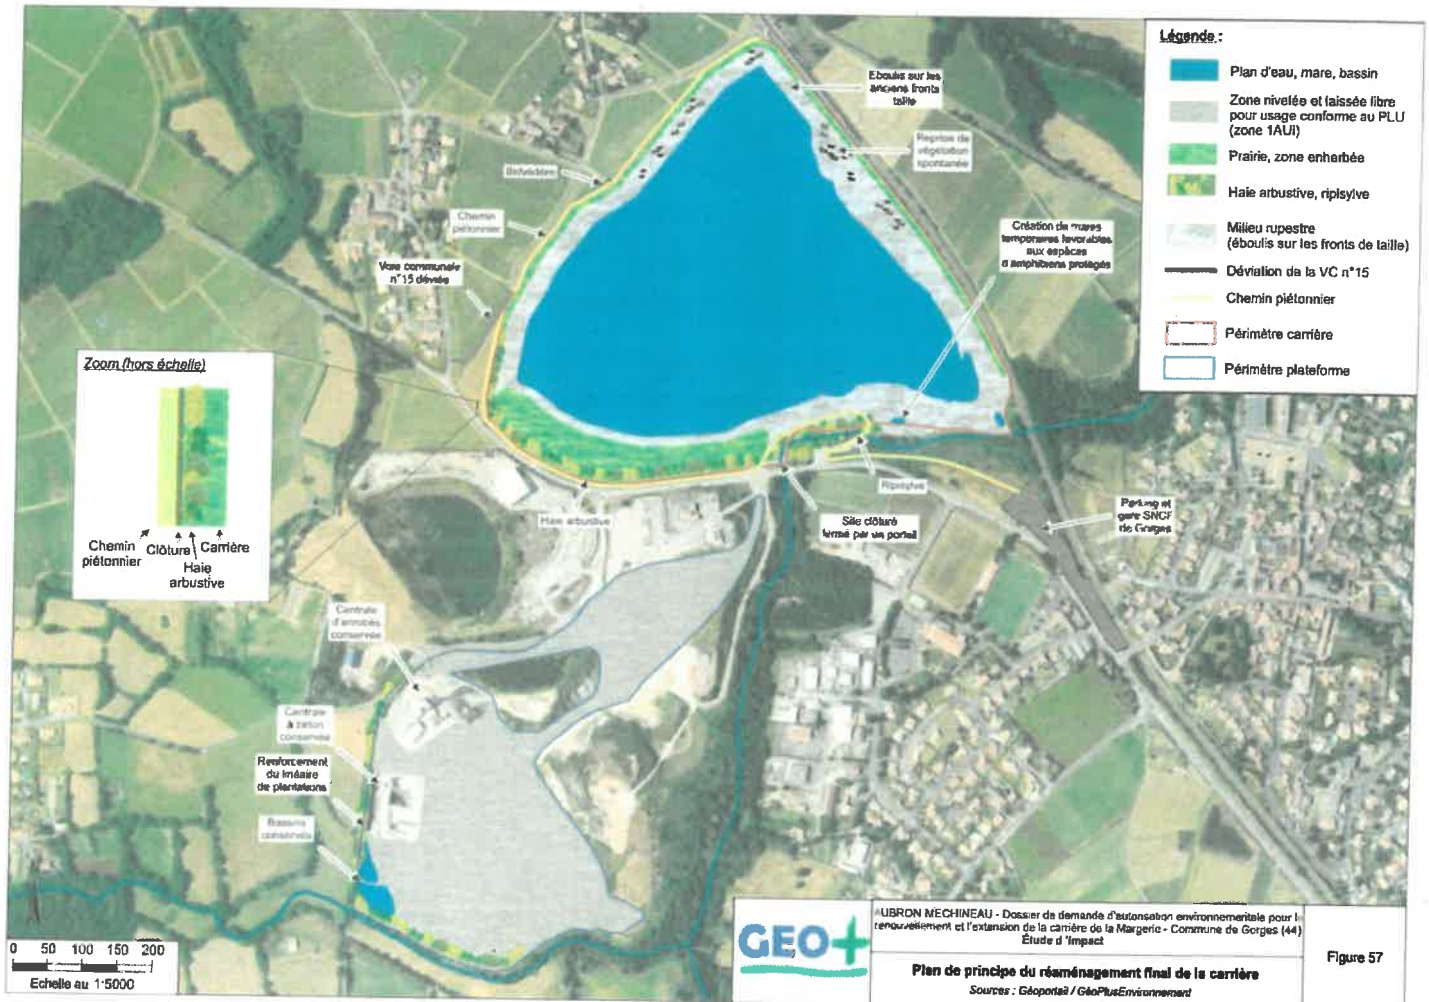 Légende :
Plan d'eau, mare, bassin
Zone nivelée et laissée libre
pour usage conforme au PLU
(zone 1AUi)
Prairie, zone enherbée
Haie arbustive, ripisylve
Milieu rupestre
(éboulis sur les fronts de taille)
Déviation de la VC n°15
Chemin piétonnier
Périmètre carrière
Périmètre plateforme
Eboulis sur les
anciens fronts
taille
Reprise de
végétation
spontanée
Belvédère
Chemin
piétonnier
Voie communale
n°15 déviée
Création de mares
temporaires favorables
aux espèces
d'amphibiens protégés
Zoom (hors échelle)
Chemin
piétonnier
Clôture
Haie
arbustive
Carrière
Haie arbustive
Ripisylve
Site clôturé
fermé par un portail
Parking et
gare SNCF
de Gorges
Centrale
d'enrobés
conservée
Centrale
à béton
conservée
Renforcement
du linéaire
de plantations
Bassins
conservés
0 50 100 150 200
Echelle au 1:5000
GEO+
AUBRON MECHINEAU - Dossier de demande d'autorisation environnementale pour le
renouvellement et l'extension de la carrière de la Margerie - Commune de Gorges (44)
Étude d'Impact
Plan de principe du réaménagement final de la carrière
Sources : Géoportail / GéoPlusEnvironnement
Figure 57